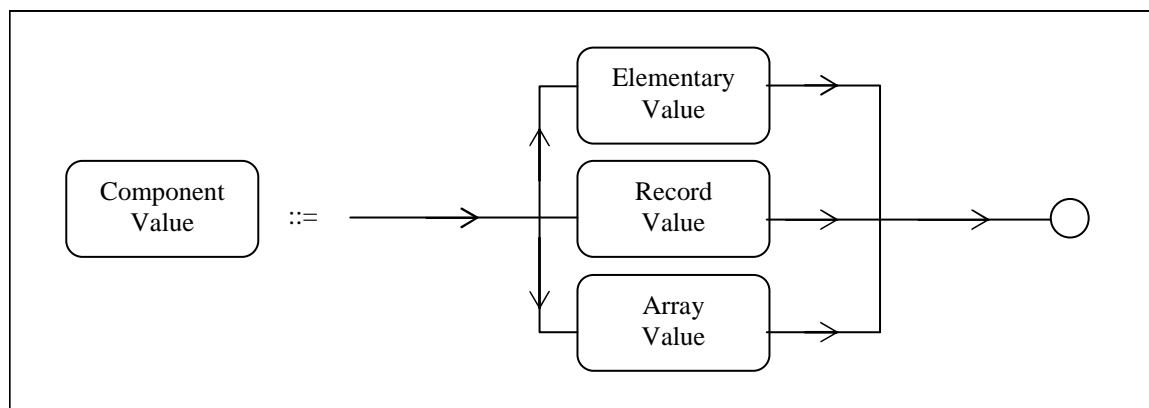 Component
Value
::=
Elementary
Value
Record
Value
Array
Value